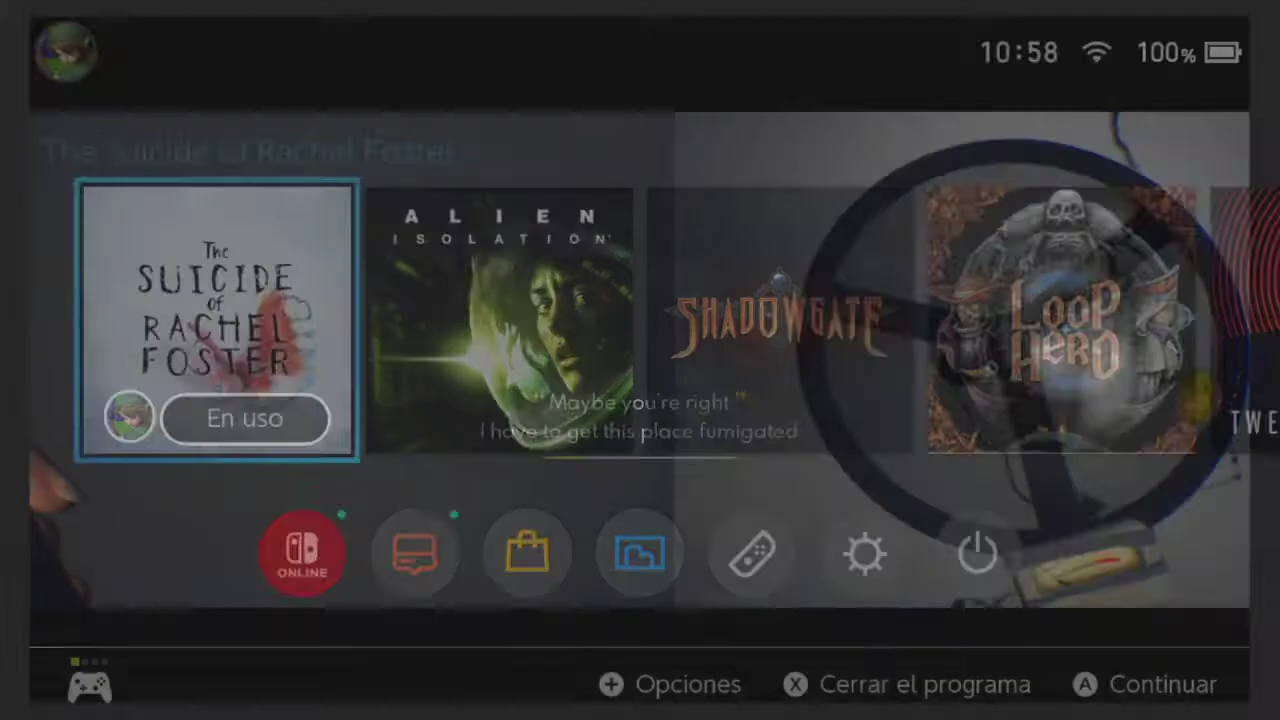 10:58
100%
The Suicide of Rachel Foster
The
SUICIDE
of
RACHEL
FOSTER
En uso
ALIEN
ISOLATION
SHADOWGATE
LOOP
HERO
TWE
" Maybe you're right "
I have to get this place fumigated
ONLINE
Opciones
Cerrar el programa
Continuar